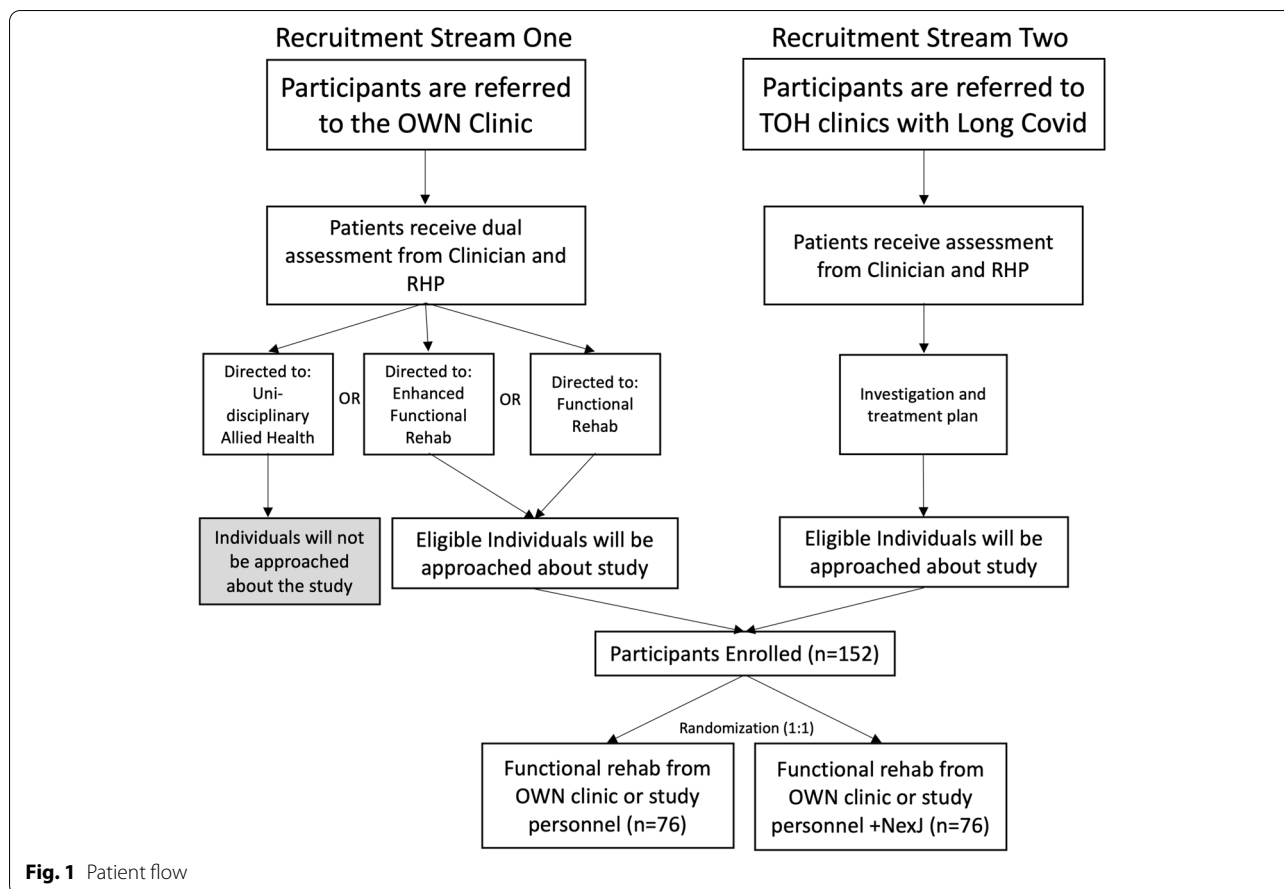 Recruitment Stream One
Participants are referred
to the OWN Clinic
Patients receive dual
assessment from Clinician and
RHP
Directed to:
Uni-
disciplinary
Allied Health
OR
Directed to:
Enhanced
Functional
Rehab
OR
Directed to:
Functional
Rehab
Individuals will not
be approached
about the study
Eligible Individuals will be
approached about study
Recruitment Stream Two
Participants are referred to
TOH clinics with Long Covid
Patients receive assessment
from Clinician and RHP
Investigation and
treatment plan
Eligible Individuals will be
approached about study
Participants Enrolled (n=152)
Randomization (1:1)
Functional rehab from
OWN clinic or study
personnel (n=76)
Functional rehab from
OWN clinic or study
personnel +NexJ (n=76)
Fig. 1 Patient flow